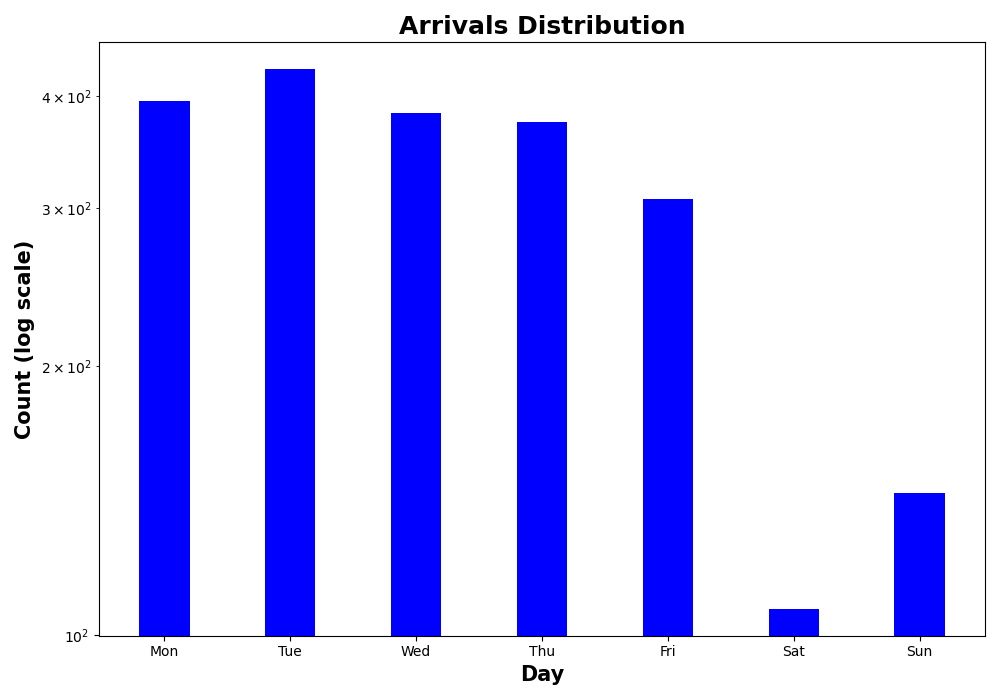 Arrivals Distribution
4 × 10²
3 × 10²
2 × 10²
10²
Count (log scale)
Mon Tue Wed Thu Fri Sat Sun
Day